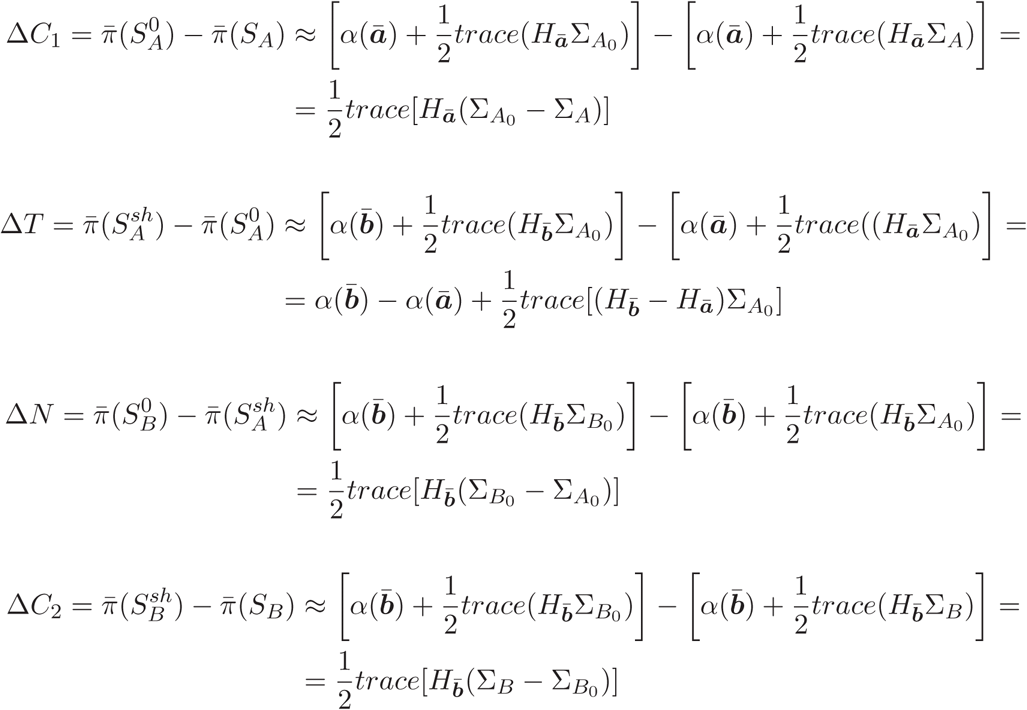 ΔC₁ = π̄(S_A^0) − π̄(S_A) ≈ [α(ā) + 1/2 trace(H_ā Σ_{A_0})] − [α(ā) + 1/2 trace(H_ā Σ_A)] =
= 1/2 trace[H_ā(Σ_{A_0} − Σ_A)]
ΔT = π̄(S_A^{sh}) − π̄(S_A^0) ≈ [α(b̄) + 1/2 trace(H_b̄ Σ_{A_0})] − [α(ā) + 1/2 trace((H_ā Σ_{A_0})] =
= α(b̄) − α(ā) + 1/2 trace[(H_b̄ − H_ā)Σ_{A_0}]
ΔN = π̄(S_B^0) − π̄(S_A^{sh}) ≈ [α(b̄) + 1/2 trace(H_b̄ Σ_{B_0})] − [α(b̄) + 1/2 trace(H_b̄ Σ_{A_0})] =
= 1/2 trace[H_b̄(Σ_{B_0} − Σ_{A_0})]
ΔC₂ = π̄(S_B^{sh}) − π̄(S_B) ≈ [α(b̄) + 1/2 trace(H_b̄ Σ_{B_0})] − [α(b̄) + 1/2 trace(H_b̄ Σ_B)] =
= 1/2 trace[H_b̄(Σ_B − Σ_{B_0})]